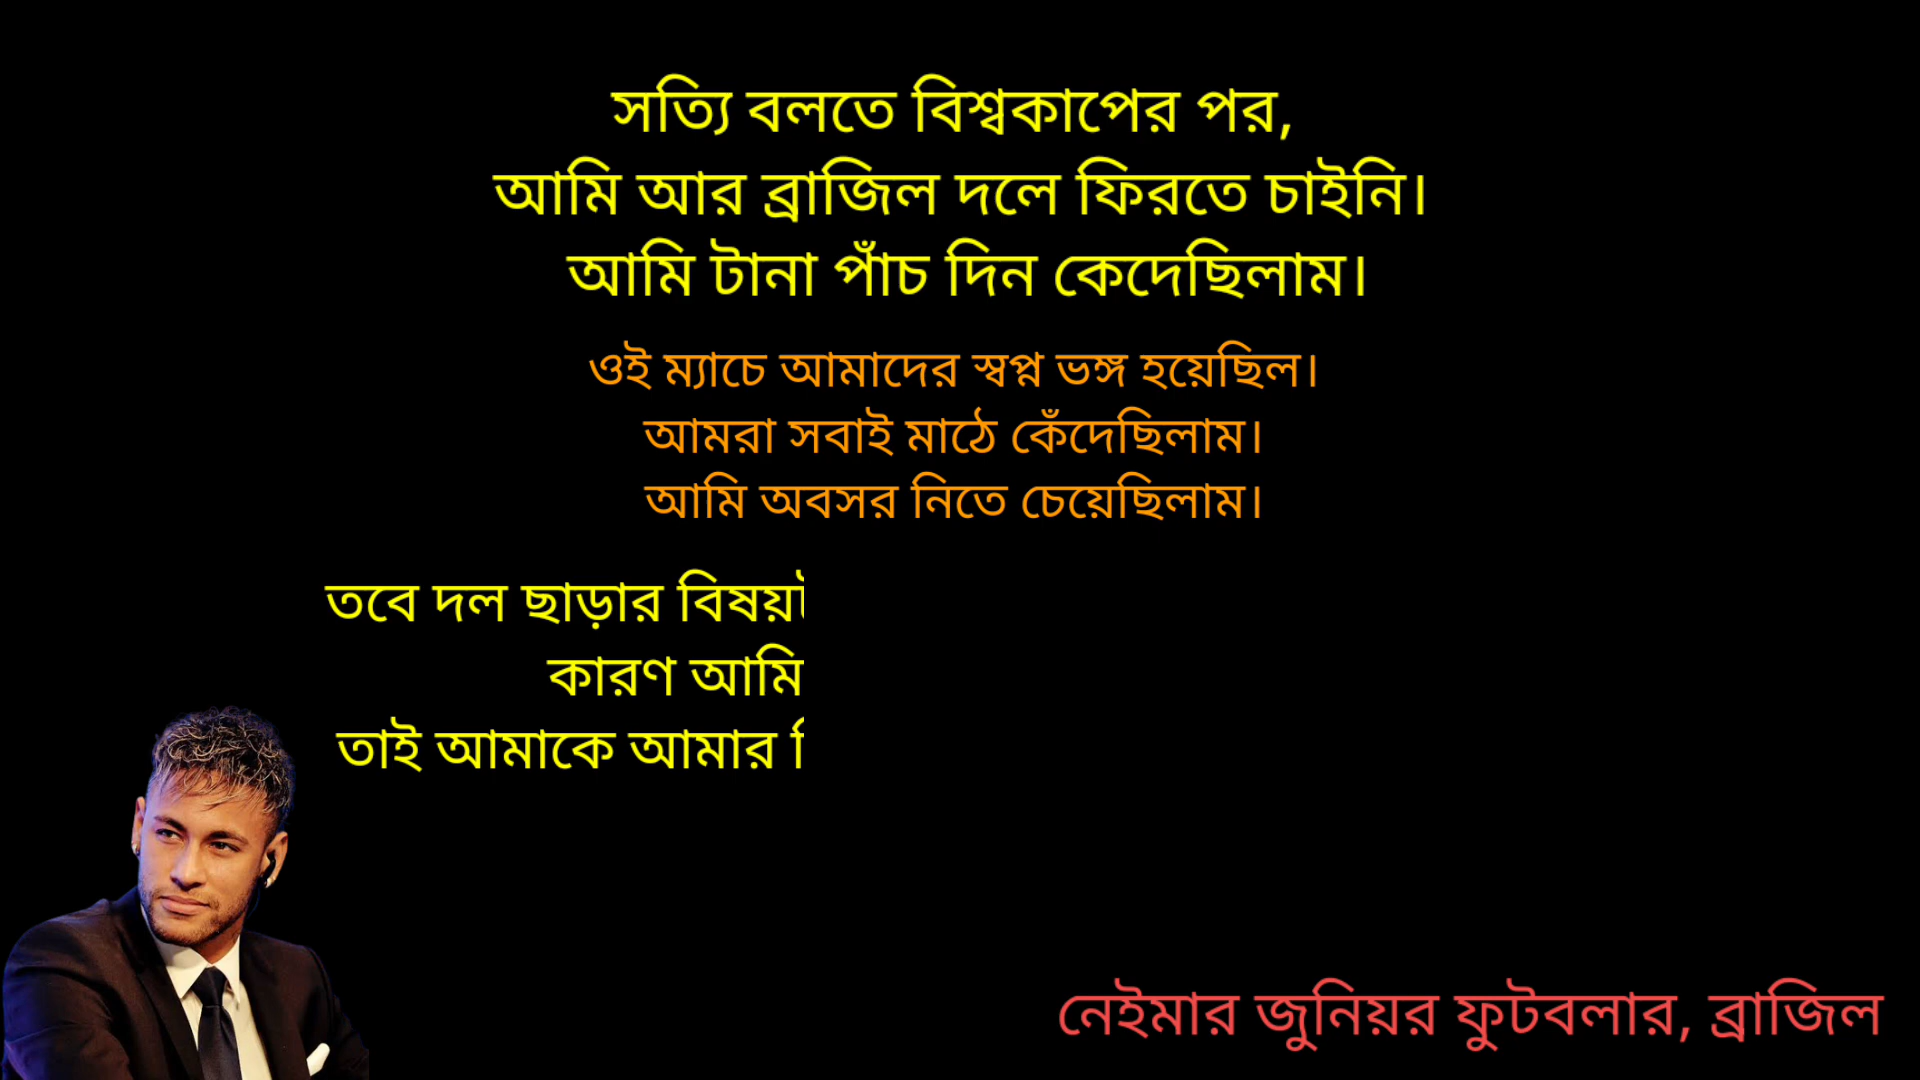 সত্যি বলতে বিশ্বকাপের পর,
আমি আর ব্রাজিল দলে ফিরতে চাইনি।
আমি টানা পাঁচ দিন কেদেছিলাম।
ওই ম্যাচে আমাদের স্বপ্ন ভঙ্গ হয়েছিল।
আমরা সবাই মাঠে কেঁদেছিলাম।
আমি অবসর নিতে চেয়েছিলাম।
তবে দল ছাড়ার
কারণ আমি
তাই আমাকে আমার
নেইমার জুনিয়র ফুটবলার, ব্রাজিল